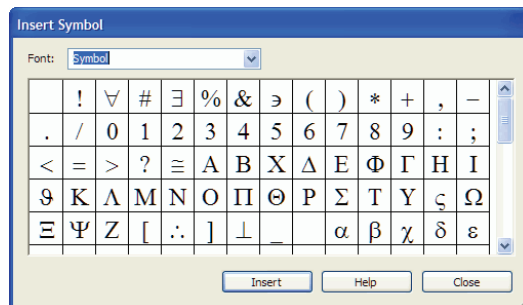 Insert Symbol
Font: Symbol
! ∀ # ∃ % & ϶ ( ) * + , −
. / 0 1 2 3 4 5 6 7 8 9 : ;
< = > ? ≅ Α Β Χ Δ Ε Φ Γ Η Ι
ϑ Κ Λ Μ Ν Ο Π Θ Ρ Σ Τ Υ ς Ω
Ξ Ψ Ζ [ ∴ ] ⊥ _ α β χ δ ε
Insert Help Close